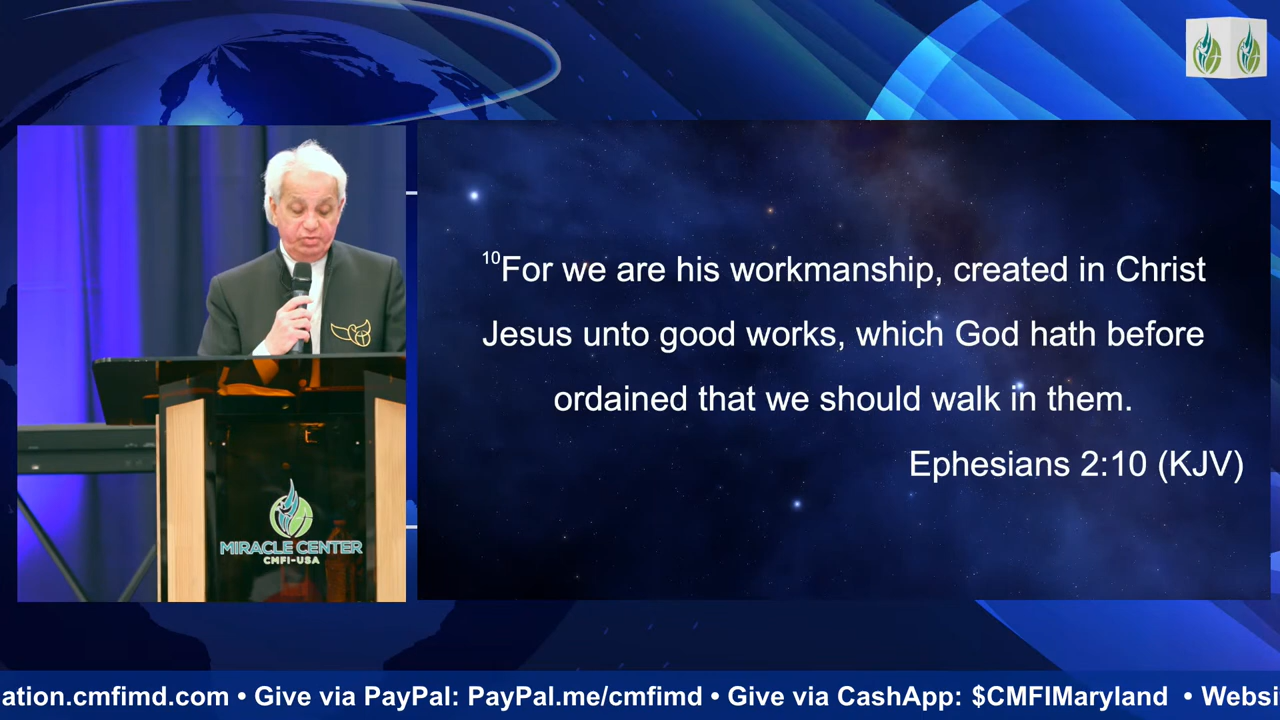 ¹⁰For we are his workmanship, created in Christ
Jesus unto good works, which God hath before
ordained that we should walk in them.
Ephesians 2:10 (KJV)
MIRACLE CENTER
CMFI-USA
ation.cmfimd.com • Give via PayPal: PayPal.me/cmfimd • Give via CashApp: $CMFIMaryland • Websi